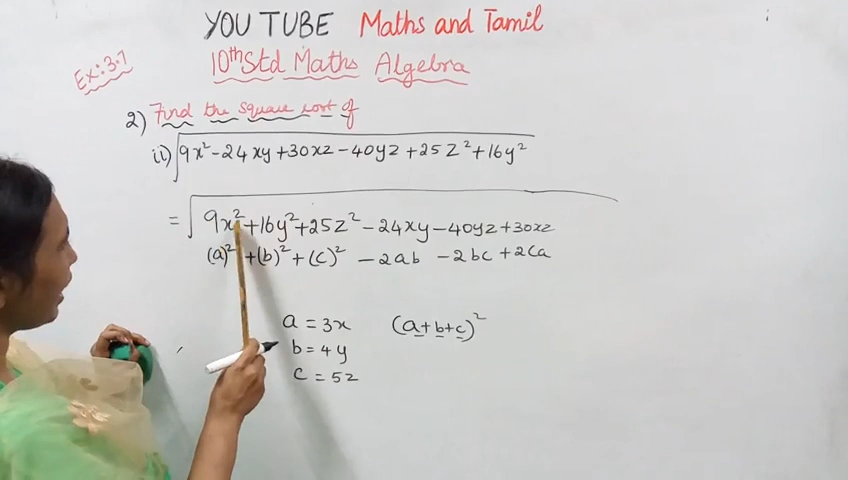 YOU TUBE Maths and Tamil
10thStd Maths Algebra
Ex:3.7
2) Find the square root of
ii) √9x² - 24xy + 30xz - 40yz + 25z² + 16y²
= √9x² + 16y² + 25z² - 24xy - 40yz + 30xz
(a)² + (b)² + (c)² - 2ab - 2bc + 2ca
a = 3x (a+b+c)²
b = 4y
c = 5z